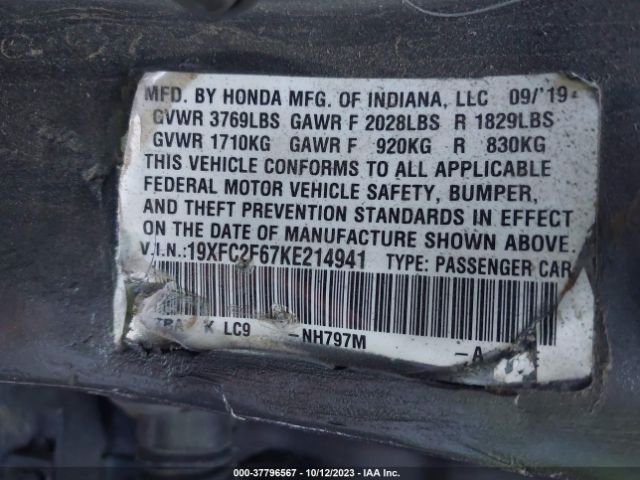 MFD. BY HONDA MFG. OF INDIANA, LLC 09/'19
GVWR 3769LBS GAWR F 2028LBS R 1829LBS
GVWR 1710KG GAWR F 920KG R 830KG
THIS VEHICLE CONFORMS TO ALL APPLICABLE
FEDERAL MOTOR VEHICLE SAFETY, BUMPER,
AND THEFT PREVENTION STANDARDS IN EFFECT
ON THE DATE OF MANUFACTURE SHOWN ABOVE.
V.I.N.:19XFC2F67KE214941 TYPE: PASSENGER CAR
LC9 -NH797M -A
000-37796567 - 10/12/2023 - IAA Inc.